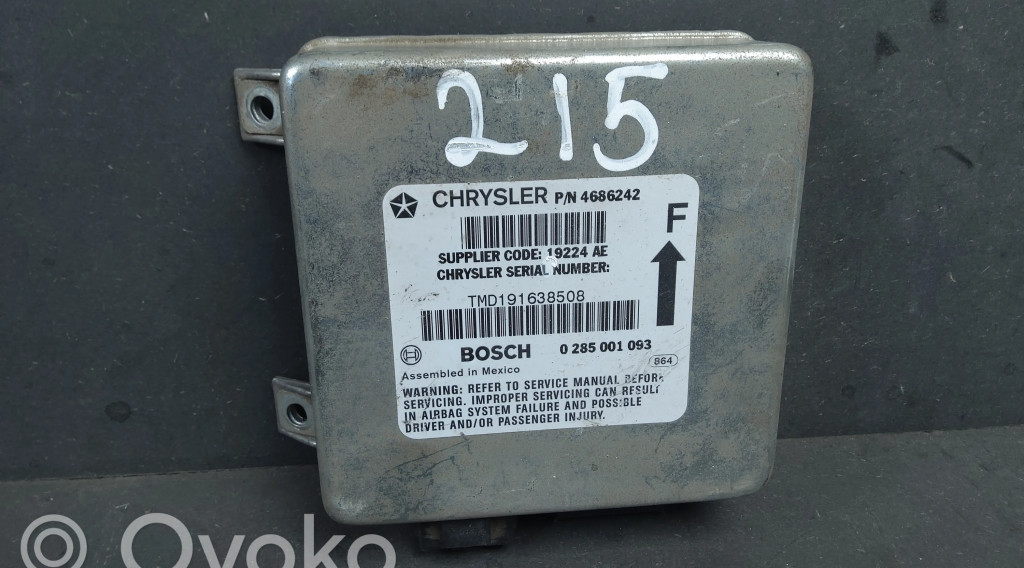 215
CHRYSLER P/N 4686242
SUPPLIER CODE: 19224 AE
CHRYSLER SERIAL NUMBER:
F
TMD191638508
BOSCH 0 285 001 093
864
Assembled in Mexico
WARNING: REFER TO SERVICE MANUAL BEFORE
SERVICING. IMPROPER SERVICING CAN RESULT
IN AIRBAG SYSTEM FAILURE AND POSSIBLE
DRIVER AND/OR PASSENGER INJURY.
Ovoko